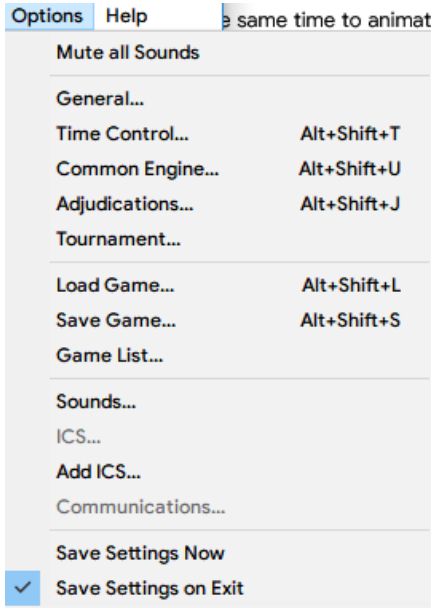 Options Help e same time to animat
Mute all Sounds
General...
Time Control... Alt+Shift+T
Common Engine... Alt+Shift+U
Adjudications... Alt+Shift+J
Tournament...
Load Game... Alt+Shift+L
Save Game... Alt+Shift+S
Game List...
Sounds...
ICS...
Add ICS...
Communications...
Save Settings Now
Save Settings on Exit